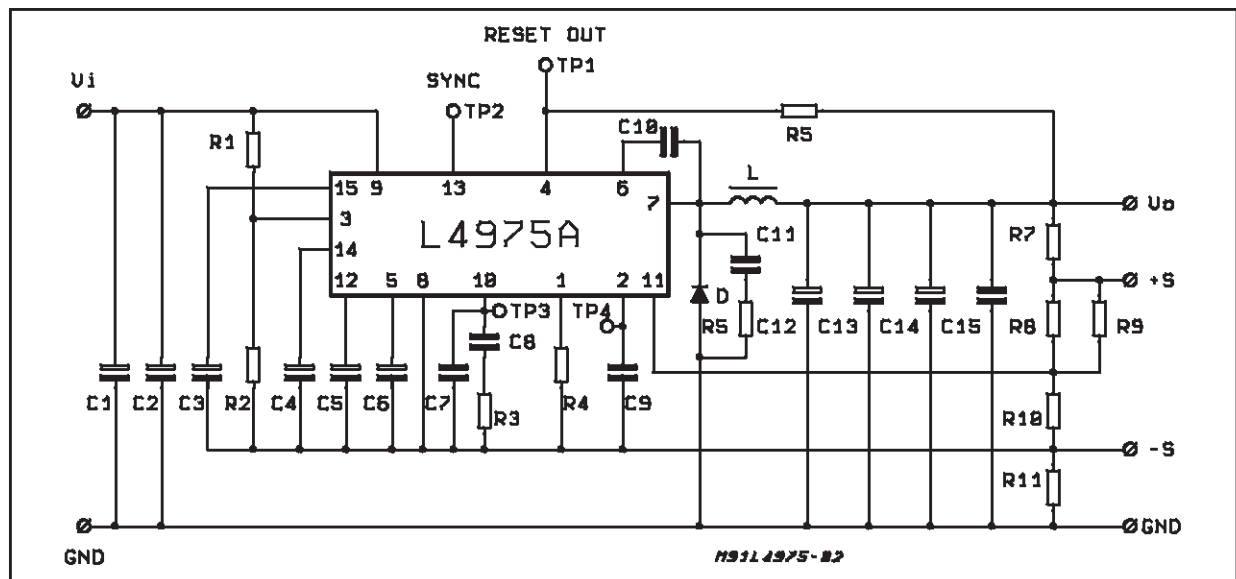 RESET OUT
TP1
Vi
SYNC
TP2
C10
R5
R1
L
15 9 13 4 6
7
Vo
3
L4975A
C11
R7
14
+S
12 5 8 10 1 2 11
TP3
TP4
D
R5
C12 C13 C14 C15 R8 R9
C8
C1 C2 C3 R2 C4 C5 C6 C7 R3 R4 C9
R10
-S
R11
GND
GND
M91L4975-02